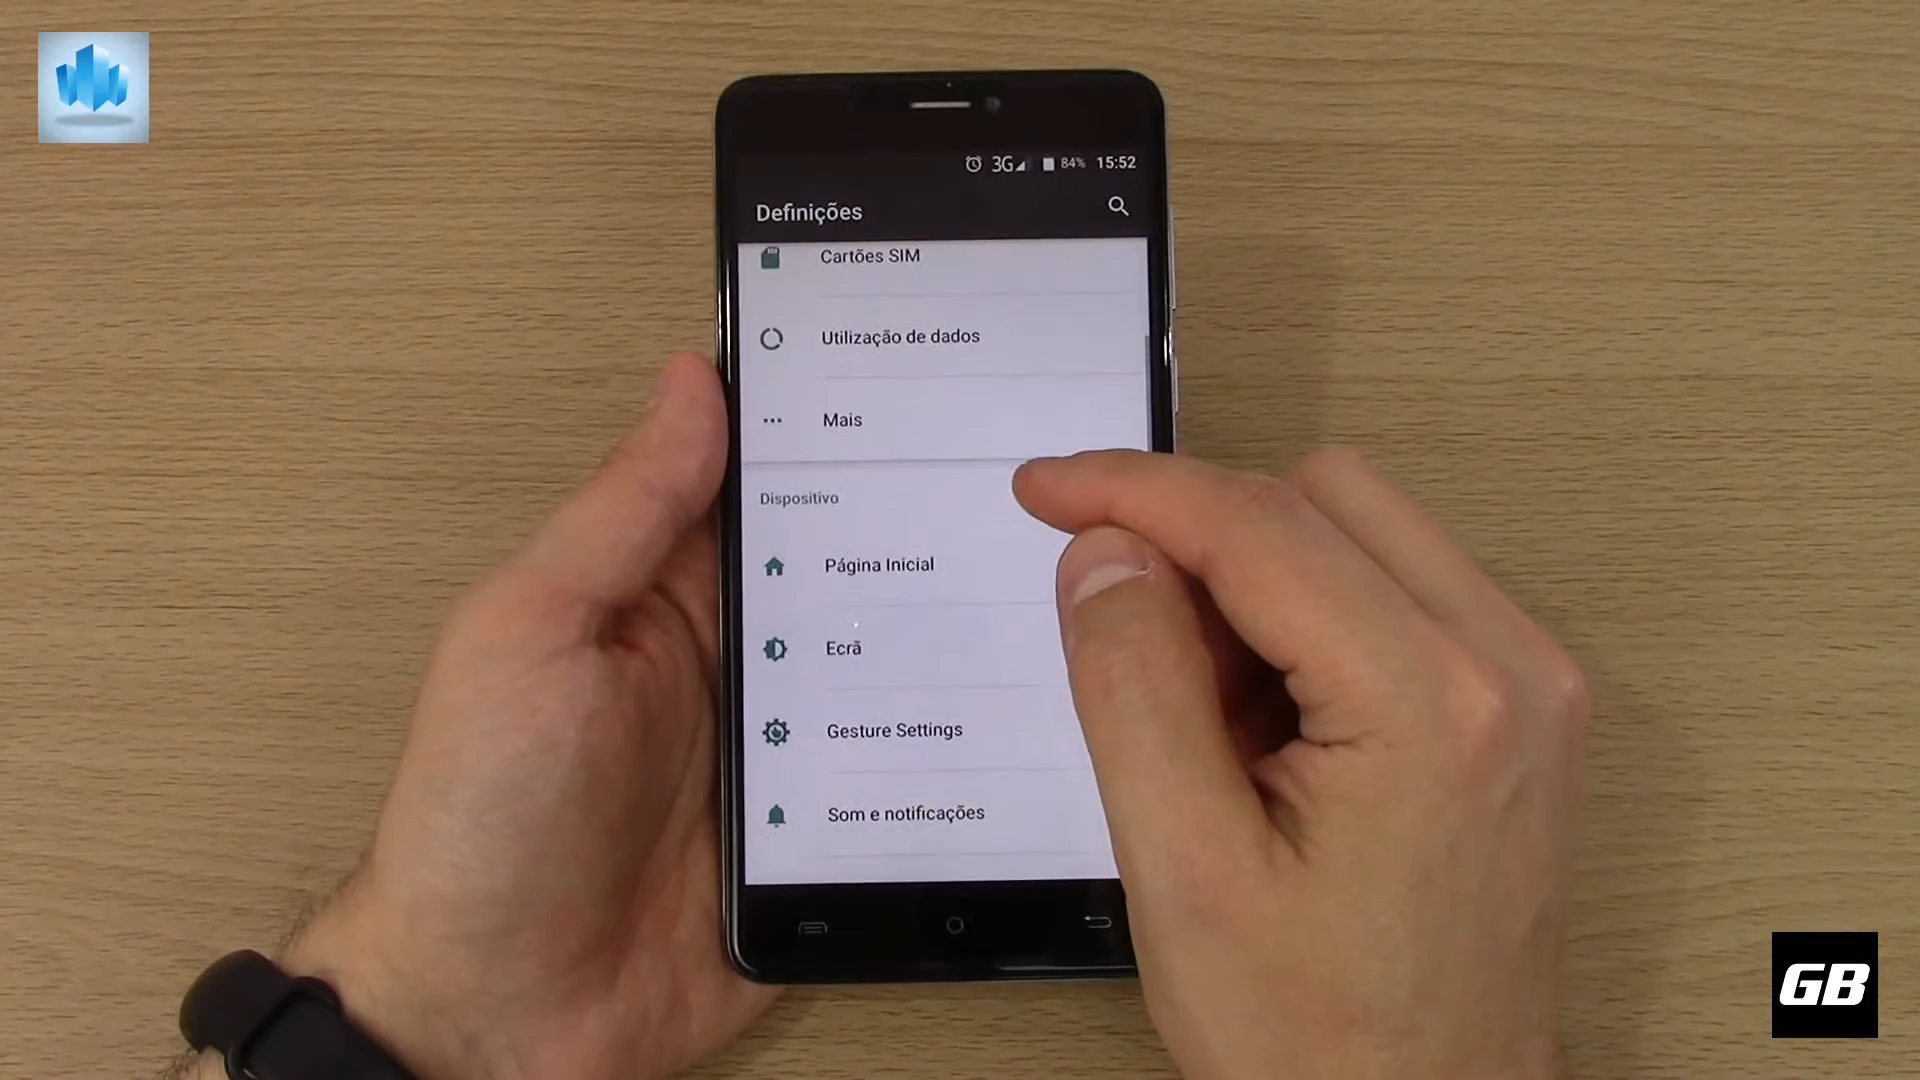 3G 84% 15:52
Definições
Cartões SIM
Utilização de dados
Mais
Dispositivo
Página Inicial
Ecrã
Gesture Settings
Som e notificações
GB